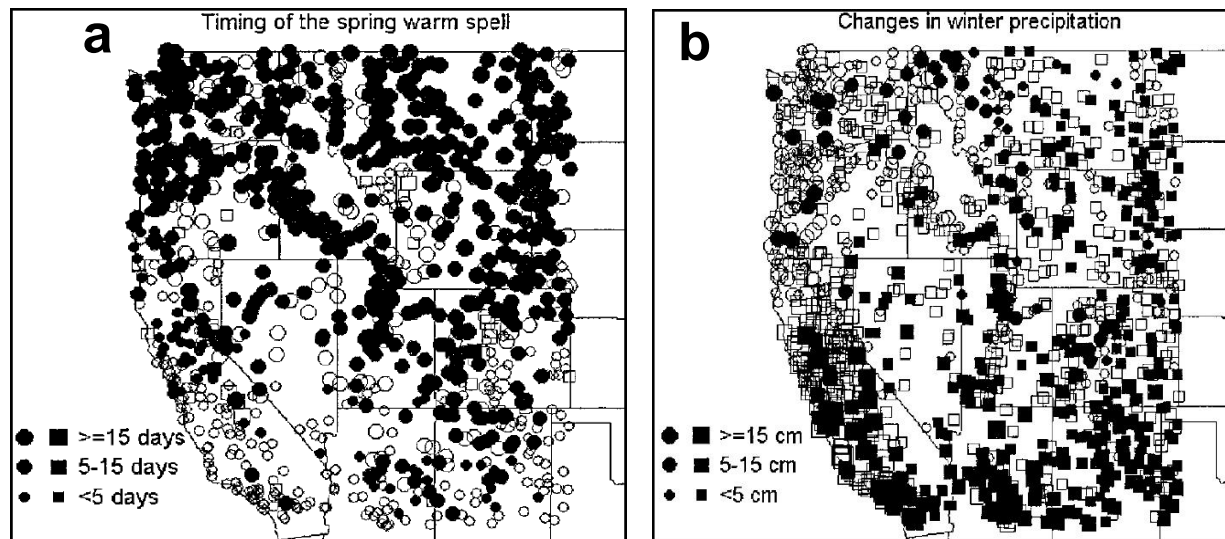 a
Timing of the spring warm spell
>=15 days
5-15 days
<5 days
b
Changes in winter precipitation
>=15 cm
5-15 cm
<5 cm